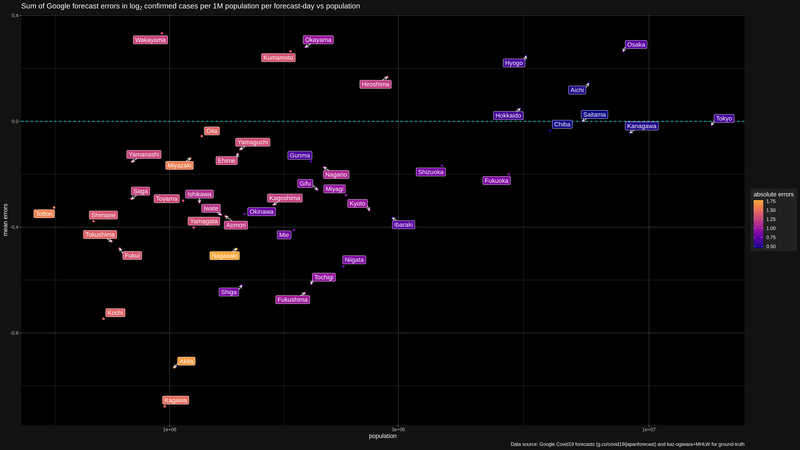 Sum of Google forecast errors in log₂ confirmed cases per 1M population per forecast-day vs population
0.4
Wakayama
Okayama
Osaka
Kumamoto
Hyogo
Hiroshima
Aichi
Hokkaido
Saitama
Tokyo
0.0
Chiba
Kanagawa
Oita
Yamaguchi
Yamanashi
Gunma
Miyazaki
Ehime
Nagano
Shizuoka
Fukuoka
Gifu
Miyagi
Saga
Toyama
Ishikawa
Kagoshima
Kyoto
absolute errors
1.75
1.50
1.25
1.00
0.75
0.50
mean errors
Tottori
Shimane
Iwate
Okinawa
Yamagata
Aomori
Ibaraki
-0.4
Tokushima
Mie
Fukui
Nagasaki
Niigata
Tochigi
Shiga
Fukushima
Kochi
-0.8
Akita
Kagawa
1e+06
3e+06
1e+07
population
Data source: Google Covid19 forecasts (g.co/covid19/japanforecast) and kaz-ogiwara+MHLW for ground-truth